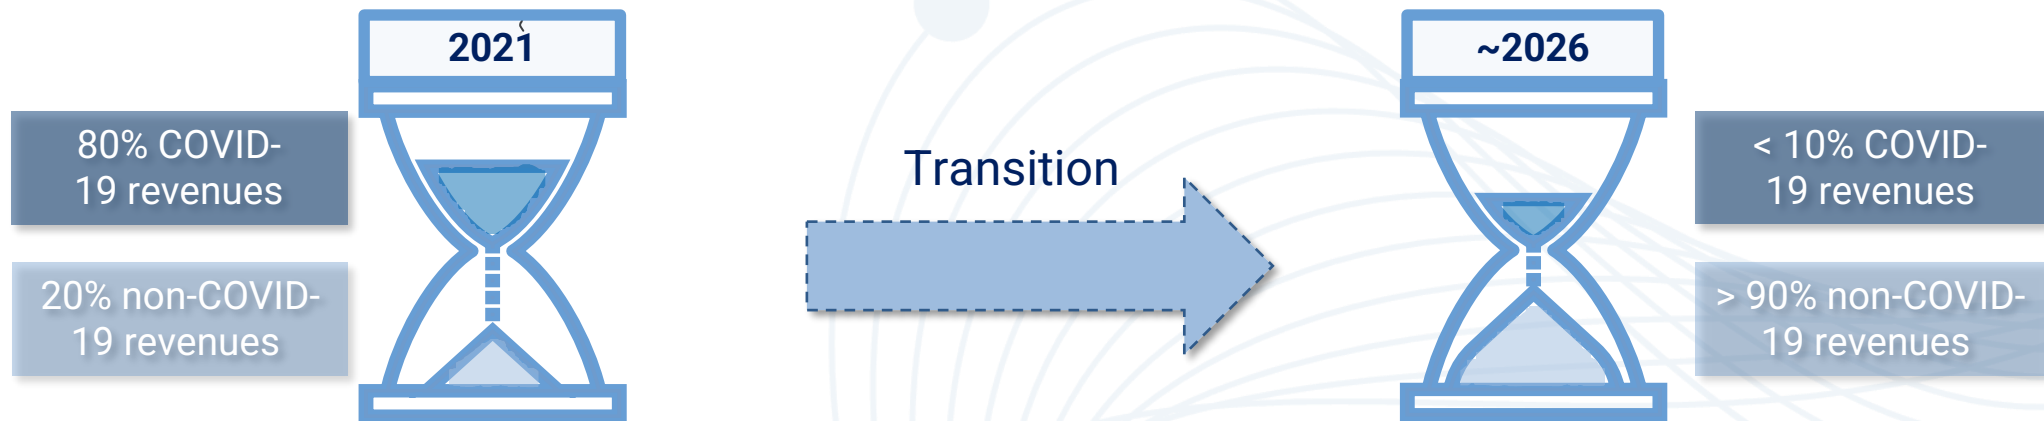 2021
80% COVID-
19 revenues
20% non-COVID-
19 revenues
Transition
~2026
< 10% COVID-
19 revenues
> 90% non-COVID-
19 revenues